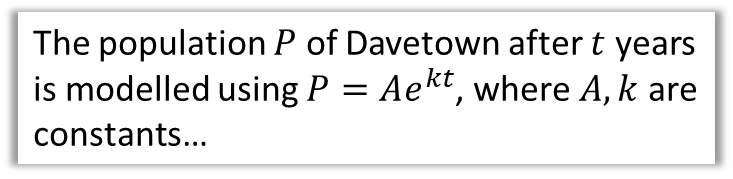 The population P of Davetown after t years
is modelled using P = Ae^{kt}, where A, k are
constants...